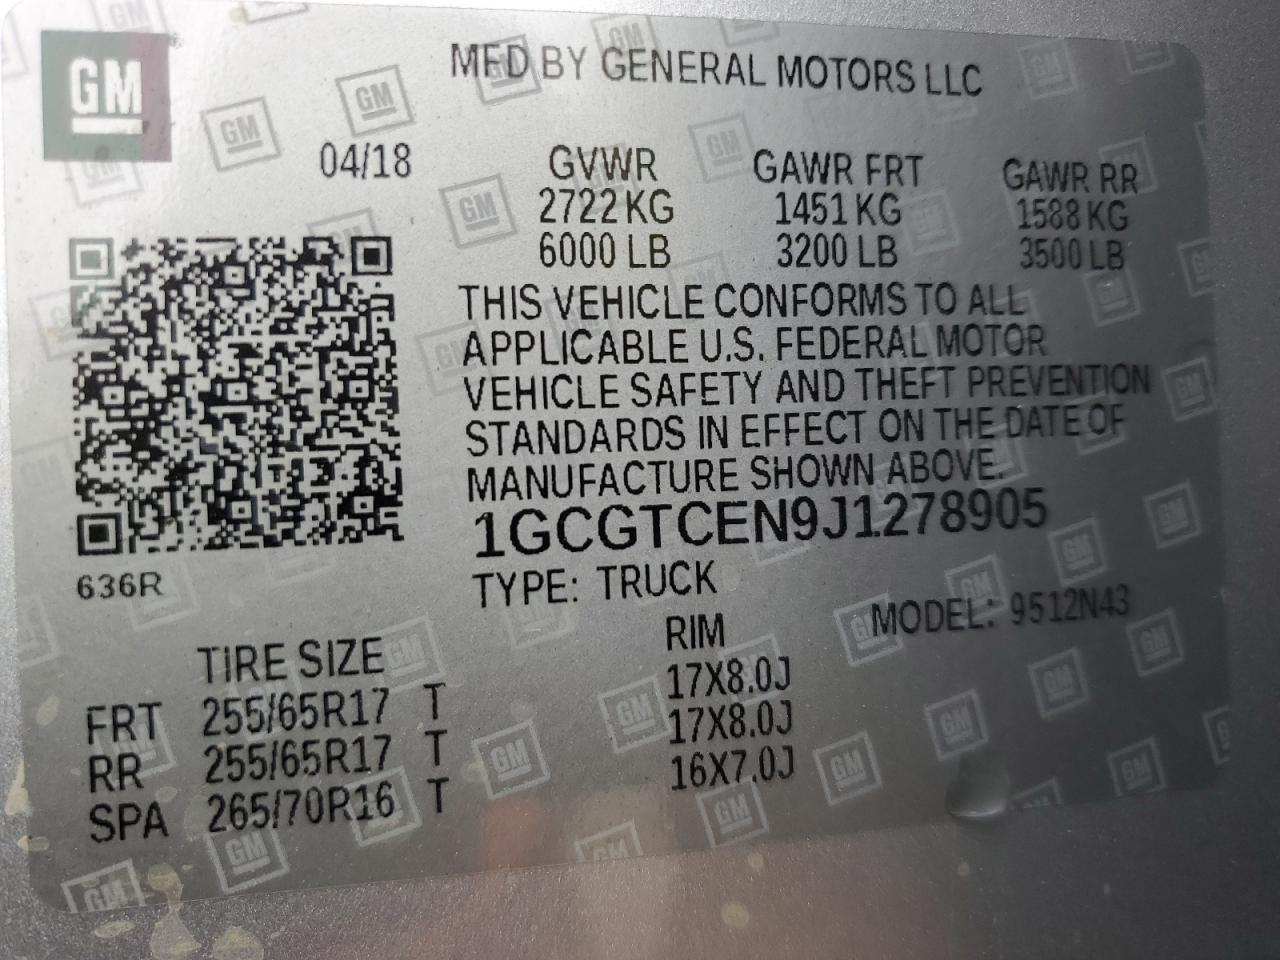 GM
MFD BY GENERAL MOTORS LLC
04/18
GVWR GAWR FRT GAWR RR
2722 KG 1451 KG 1588 KG
6000 LB 3200 LB 3500 LB
THIS VEHICLE CONFORMS TO ALL
APPLICABLE U.S. FEDERAL MOTOR
VEHICLE SAFETY AND THEFT PREVENTION
STANDARDS IN EFFECT ON THE DATE OF
MANUFACTURE SHOWN ABOVE.
1GCGTCEN9J1278905
636R
TYPE: TRUCK
MODEL: 9512N43
TIRE SIZE RIM
FRT 255/65R17 T 17X8.0J
RR 255/65R17 T 17X8.0J
SPA 265/70R16 T 16X7.0J